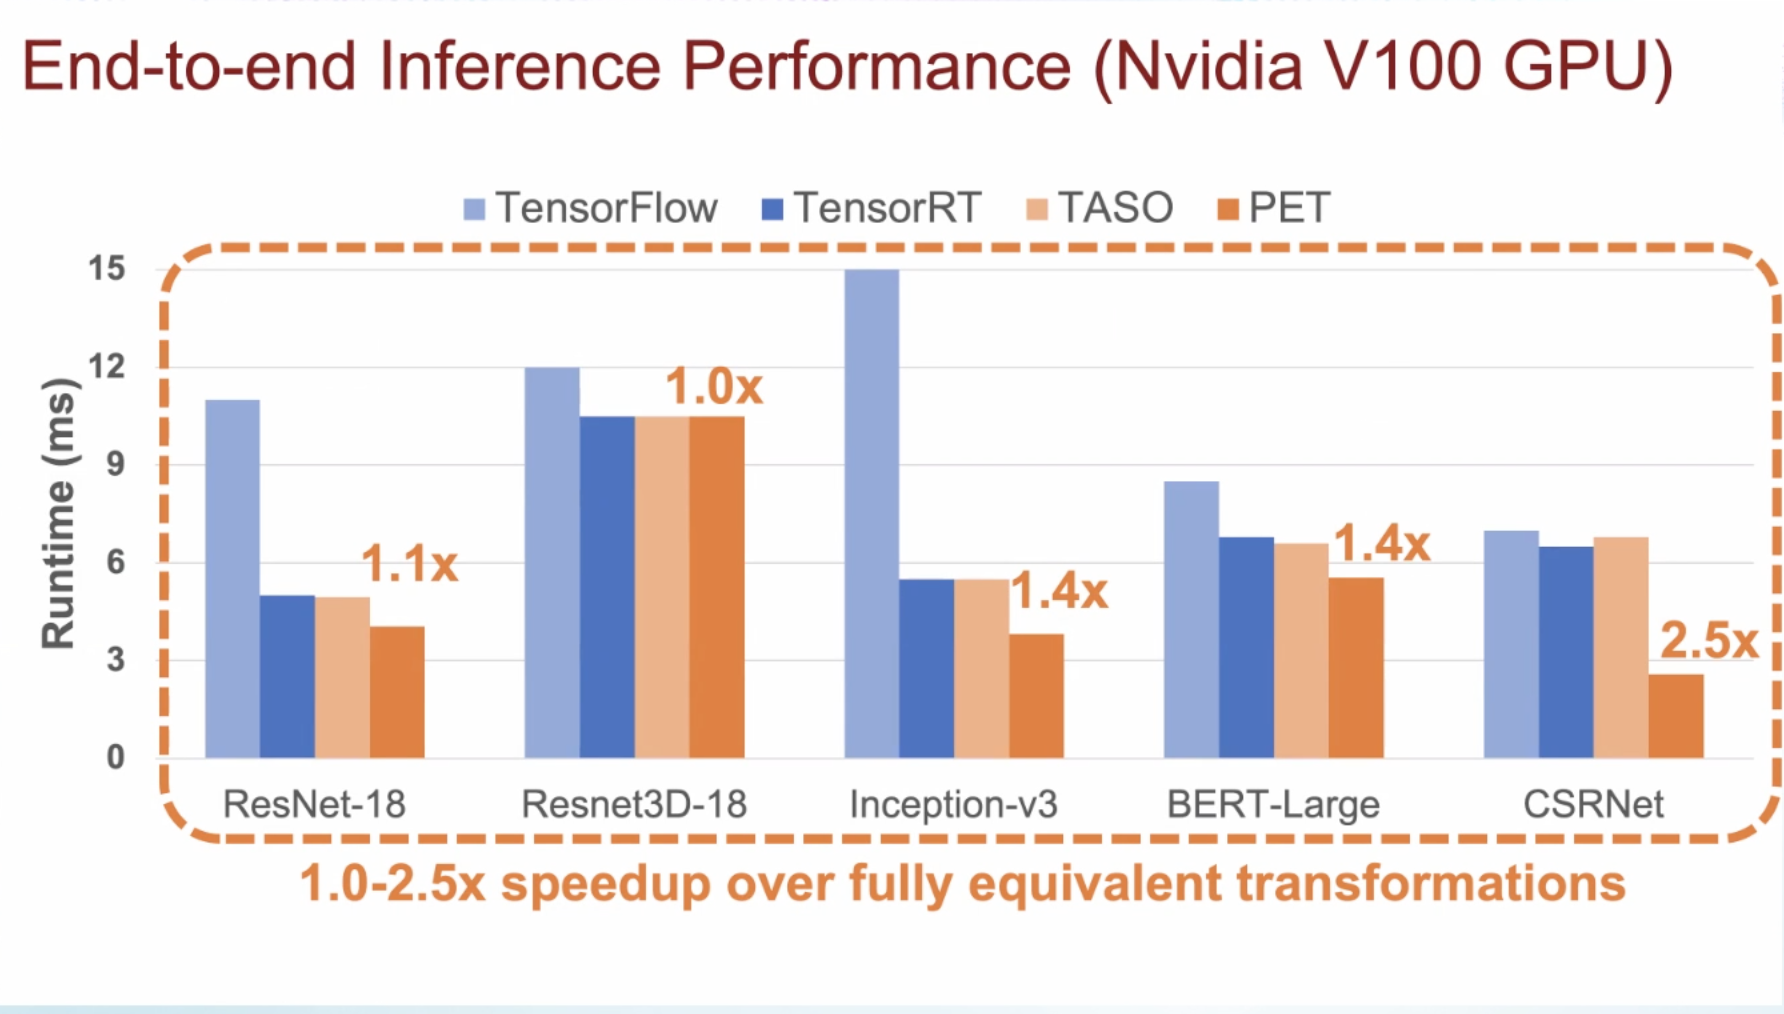 End-to-end Inference Performance (Nvidia V100 GPU)
TensorFlow TensorRT TASO PET
15
12
9
6
3
0
Runtime (ms)
1.1x
1.0x
1.4x
1.4x
2.5x
ResNet-18 Resnet3D-18 Inception-v3 BERT-Large CSRNet
1.0-2.5x speedup over fully equivalent transformations